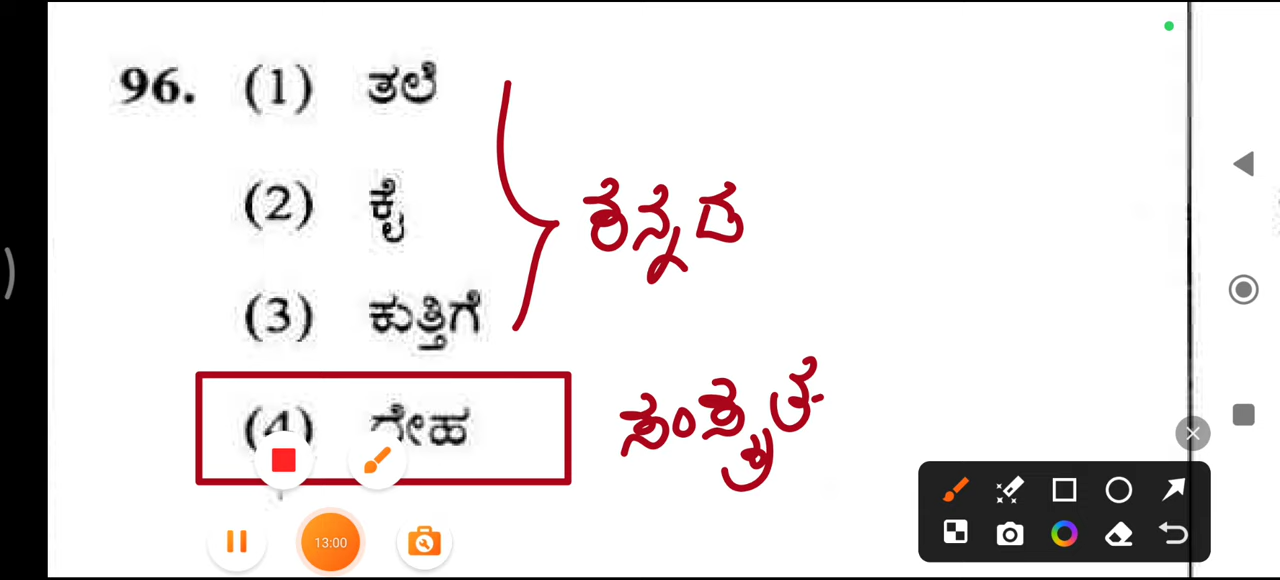 96. (1) ತಲೆ
(2) ಕೈ
ಕನ್ನಡ
(3) ಕುತ್ತಿಗೆ
(4) ಗೇಹ
ಸಂಸ್ಕೃತ
13:00